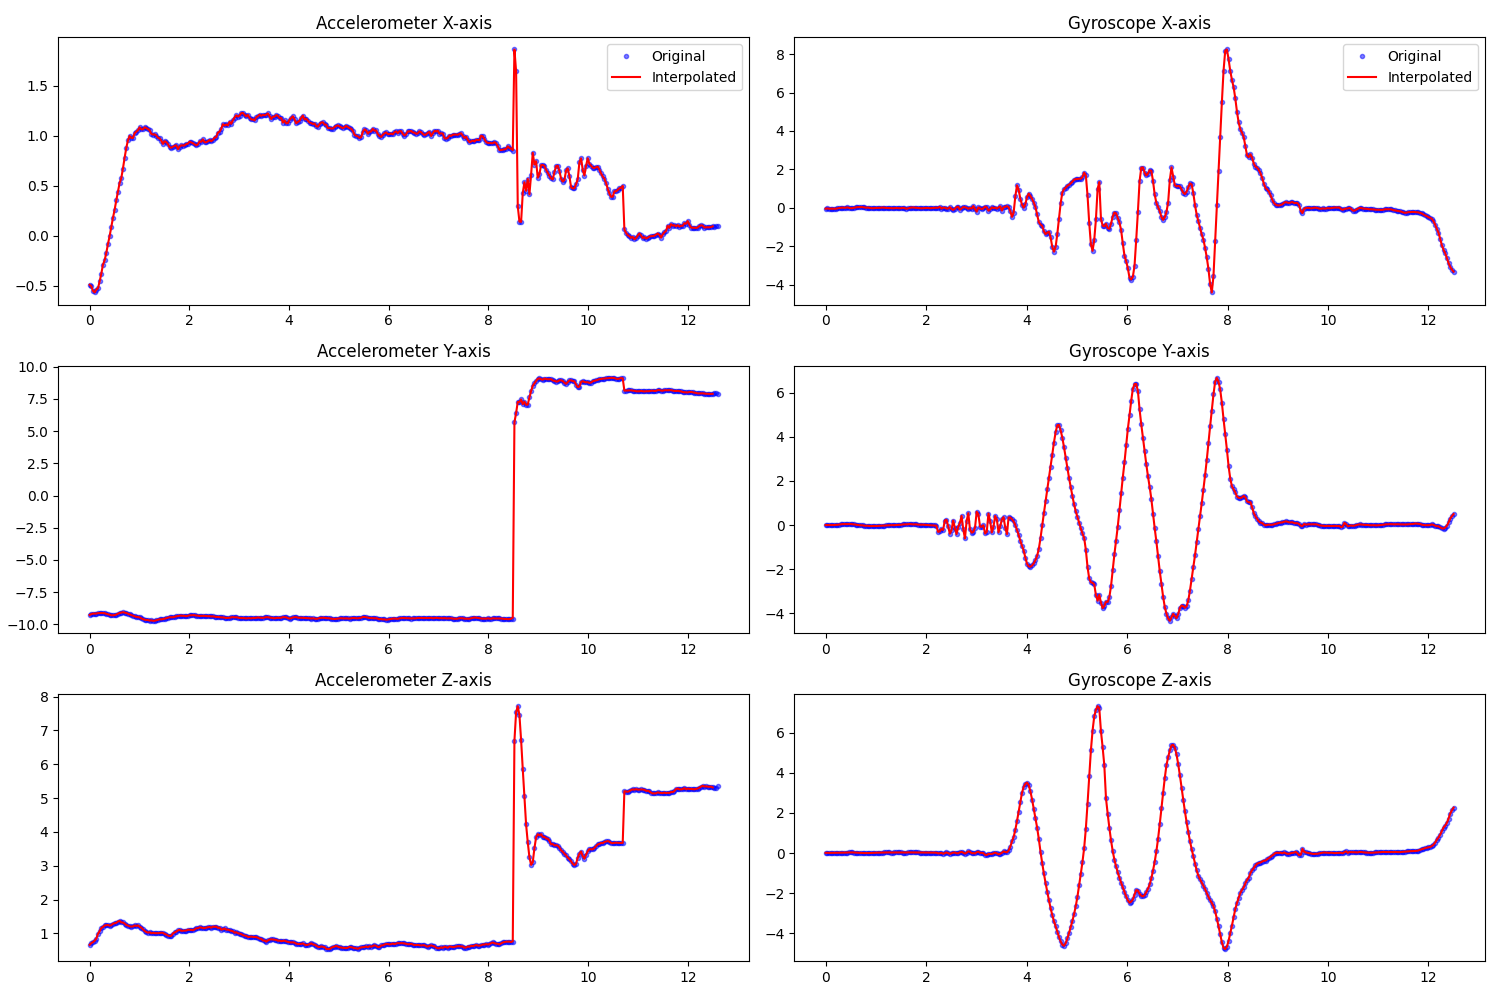 Accelerometer X-axis
Original
Interpolated
1.5
1.0
0.5
0.0
−0.5
0 2 4 6 8 10 12
Gyroscope X-axis
Original
Interpolated
8
6
4
2
0
−2
−4
0 2 4 6 8 10 12
Accelerometer Y-axis
10.0
7.5
5.0
2.5
0.0
−2.5
−5.0
−7.5
−10.0
0 2 4 6 8 10 12
Gyroscope Y-axis
6
4
2
0
−2
−4
0 2 4 6 8 10 12
Accelerometer Z-axis
8
7
6
5
4
3
2
1
0 2 4 6 8 10 12
Gyroscope Z-axis
6
4
2
0
−2
−4
0 2 4 6 8 10 12